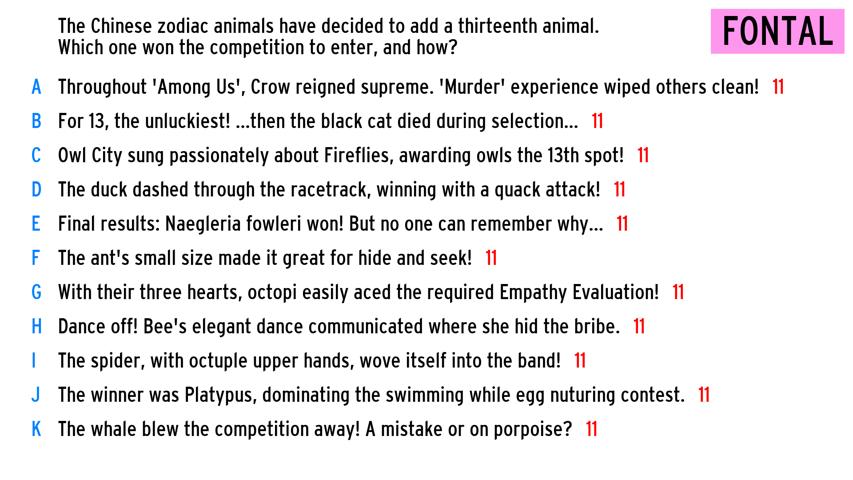 The Chinese zodiac animals have decided to add a thirteenth animal.
Which one won the competition to enter, and how?
FONTAL
A Throughout 'Among Us', Crow reigned supreme. 'Murder' experience wiped others clean! 11
B For 13, the unluckiest! ...then the black cat died during selection... 11
C Owl City sung passionately about Fireflies, awarding owls the 13th spot! 11
D The duck dashed through the racetrack, winning with a quack attack! 11
E Final results: Naegleria fowleri won! But no one can remember why... 11
F The ant's small size made it great for hide and seek! 11
G With their three hearts, octopi easily aced the required Empathy Evaluation! 11
H Dance off! Bee's elegant dance communicated where she hid the bribe. 11
I The spider, with octuple upper hands, wove itself into the band! 11
J The winner was Platypus, dominating the swimming while egg nuturing contest. 11
K The whale blew the competition away! A mistake or on porpoise? 11